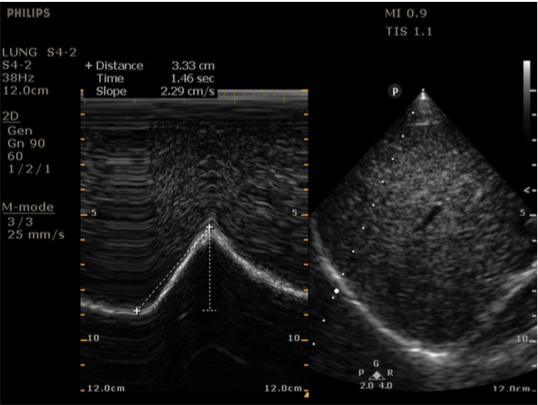 PHILIPS
MI 0.9
TIS 1.1
LUNG S4-2
S4-2
38Hz
12.0cm
2D
Gen
Gn 90
60
1/2/1
M-mode
3/3
25 mm/s
+ Distance 3.33 cm
Time 1.46 sec
Slope 2.29 cm/s
P
5 5 5
10 10 10
G
P R
2.0 4.0
12.0cm 12.0cm 12.0cm